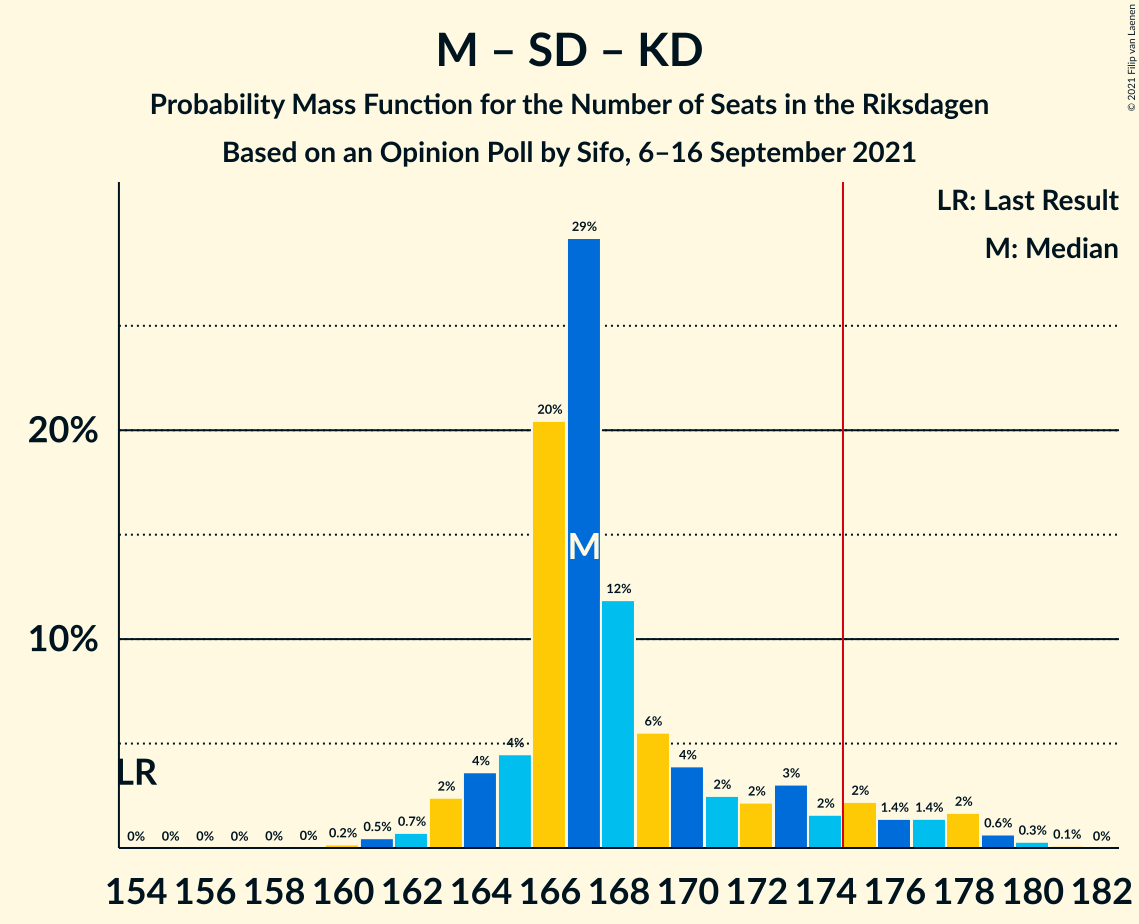 M – SD – KD
Probability Mass Function for the Number of Seats in the Riksdagen
Based on an Opinion Poll by Sifo, 6–16 September 2021
© 2021 Filip van Laenen
LR: Last Result
M: Median
20%
10%
LR
M
0% 0% 0% 0% 0% 0% 0.2% 0.5% 0.7% 2% 4% 4% 20% 29% 12% 6% 4% 2% 2% 3% 2% 2% 1.4% 1.4% 2% 0.6% 0.3% 0.1% 0%
154 156 158 160 162 164 166 168 170 172 174 176 178 180 182